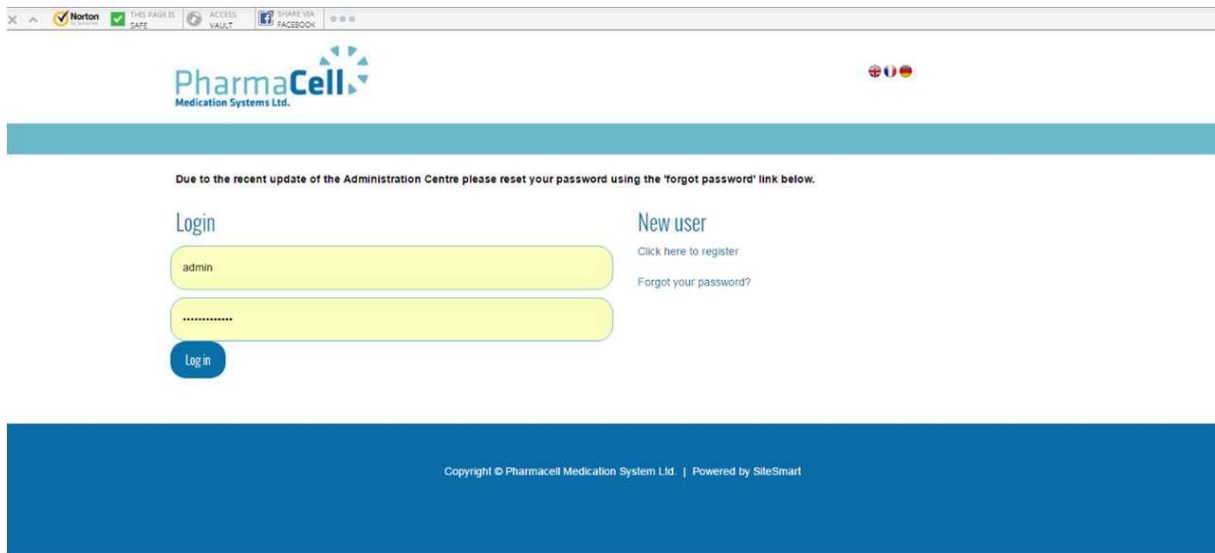 Norton
by Symantec
THIS PAGE IS
SAFE
ACCESS
VAULT
SHARE VIA
FACEBOOK
PharmaCell
Medication Systems Ltd.
Due to the recent update of the Administration Centre please reset your password using the 'forgot password' link below.
Login
New user
admin
Click here to register
Forgot your password?
•••••••••••••
Log in
Copyright © Pharmacell Medication System Ltd. | Powered by SiteSmart